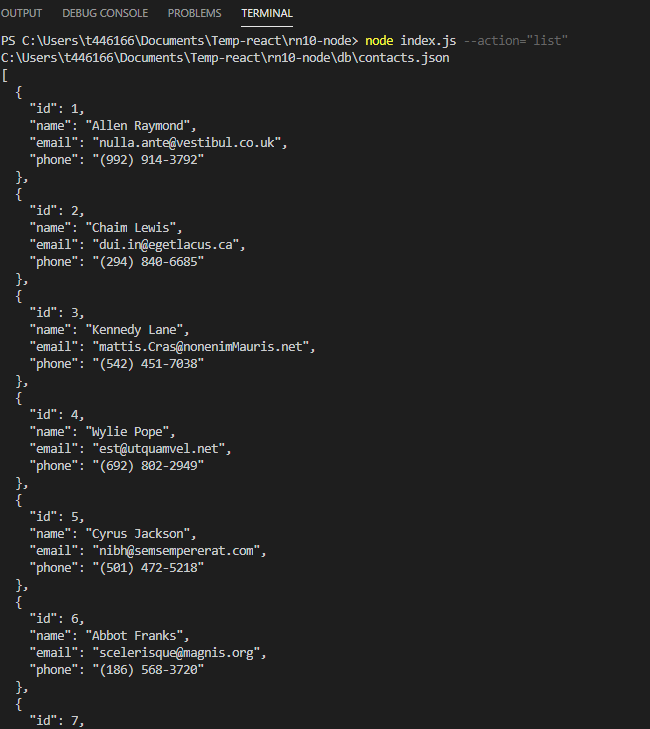 OUTPUT DEBUG CONSOLE PROBLEMS TERMINAL
PS C:\Users\t446166\Documents\Temp-react\rn10-node> node index.js --action="list"
C:\Users\t446166\Documents\Temp-react\rn10-node\db\contacts.json
[
  {
    "id": 1,
    "name": "Allen Raymond",
    "email": "nulla.ante@vestibul.co.uk",
    "phone": "(992) 914-3792"
  },
  {
    "id": 2,
    "name": "Chaim Lewis",
    "email": "dui.in@egetlacus.ca",
    "phone": "(294) 840-6685"
  },
  {
    "id": 3,
    "name": "Kennedy Lane",
    "email": "mattis.Cras@nonenimMauris.net",
    "phone": "(542) 451-7038"
  },
  {
    "id": 4,
    "name": "Wylie Pope",
    "email": "est@utquamvel.net",
    "phone": "(692) 802-2949"
  },
  {
    "id": 5,
    "name": "Cyrus Jackson",
    "email": "nibh@semsempererat.com",
    "phone": "(501) 472-5218"
  },
  {
    "id": 6,
    "name": "Abbot Franks",
    "email": "scelerisque@magnis.org",
    "phone": "(186) 568-3720"
  },
  {
    "id": 7,